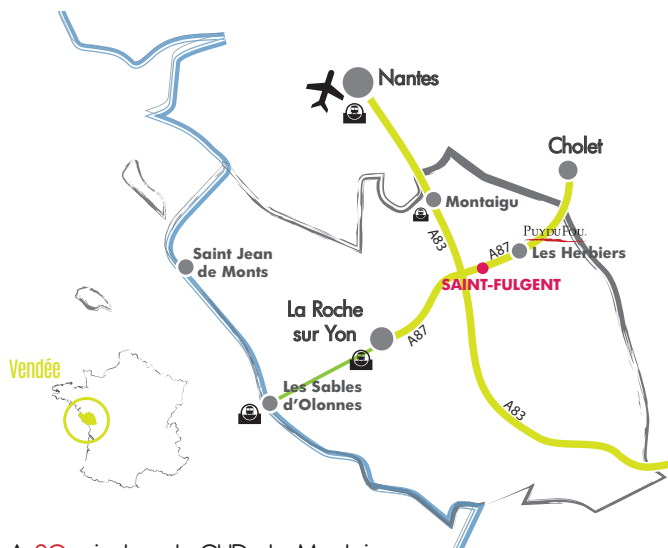 Nantes
Cholet
Montaigu
A83
PUY DU FOU
A87
Les Herbiers
Saint Jean
de Monts
SAINT-FULGENT
La Roche
sur Yon
A87
Vendée
Les Sables
d'Olonnes
A83